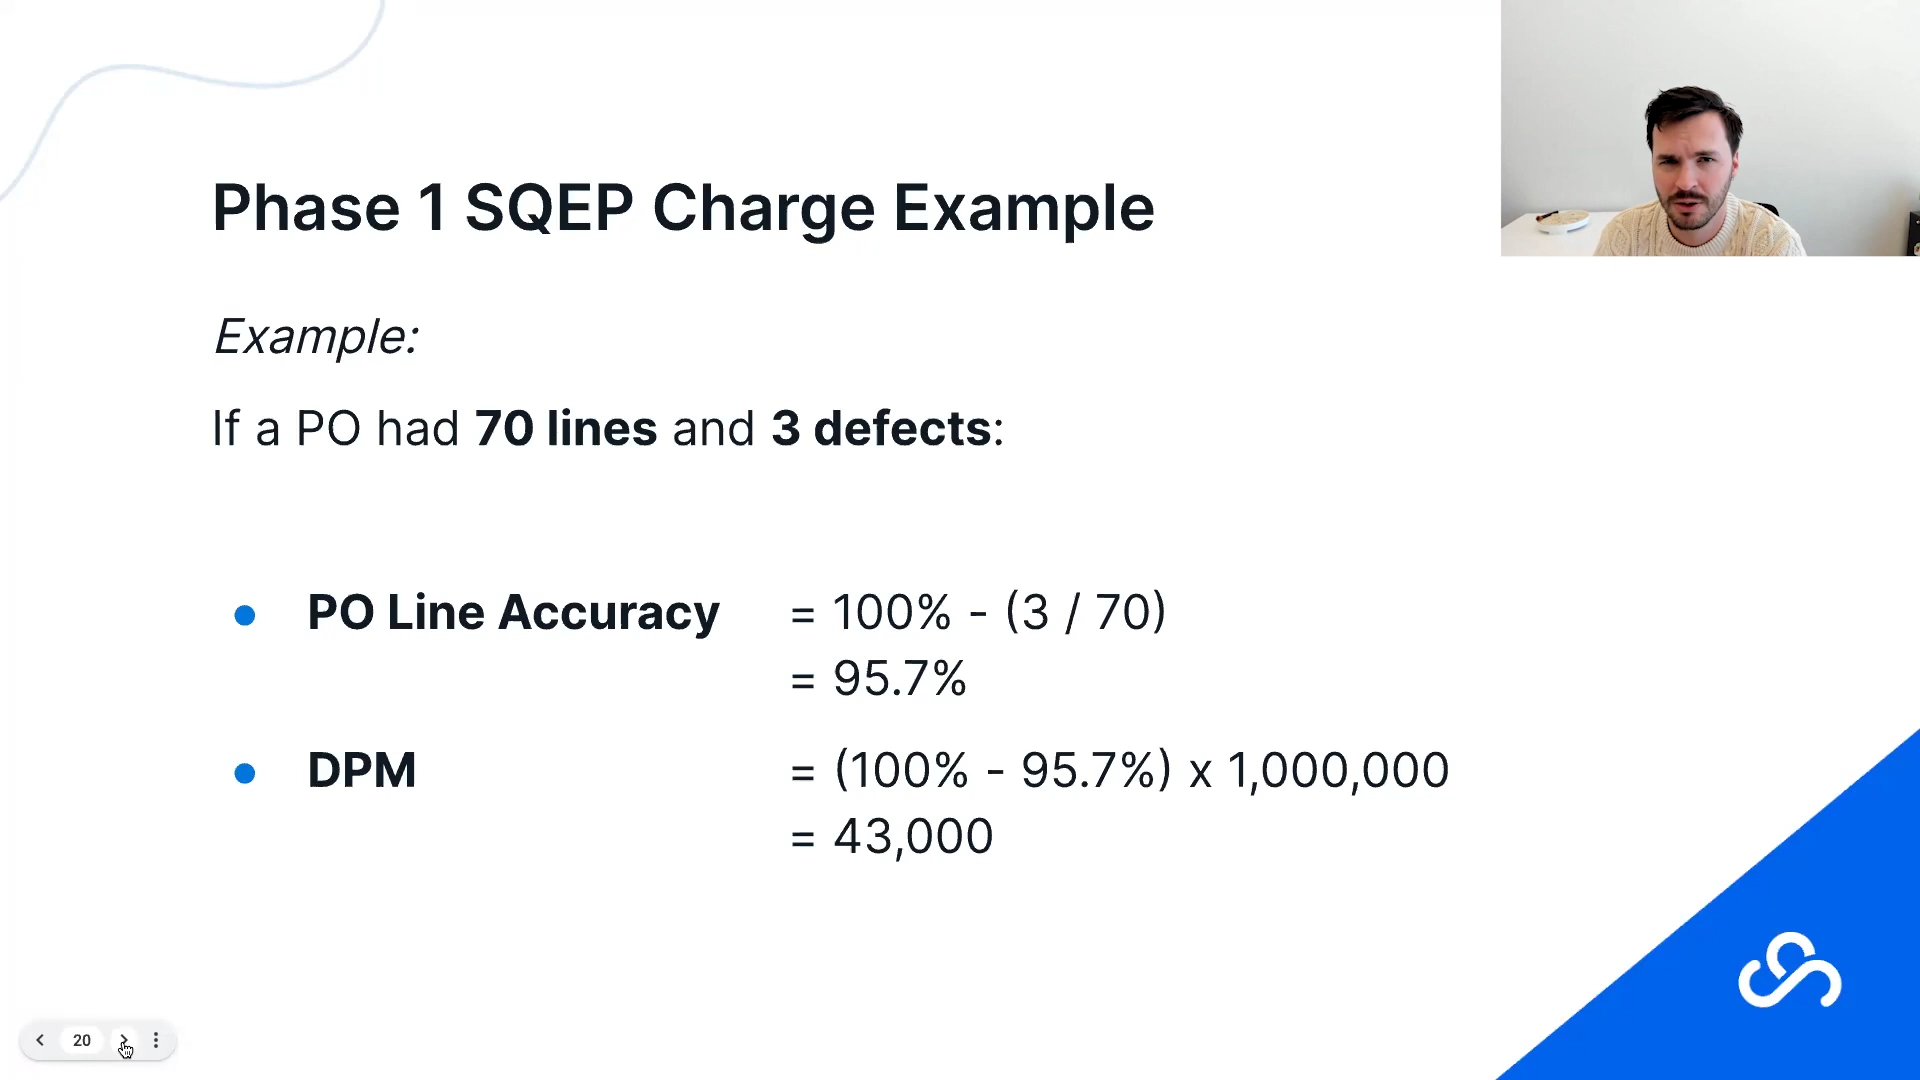 Phase 1 SQEP Charge Example
Example:
If a PO had 70 lines and 3 defects:
● PO Line Accuracy = 100% - (3 / 70)
= 95.7%
● DPM = (100% - 95.7%) x 1,000,000
= 43,000
20